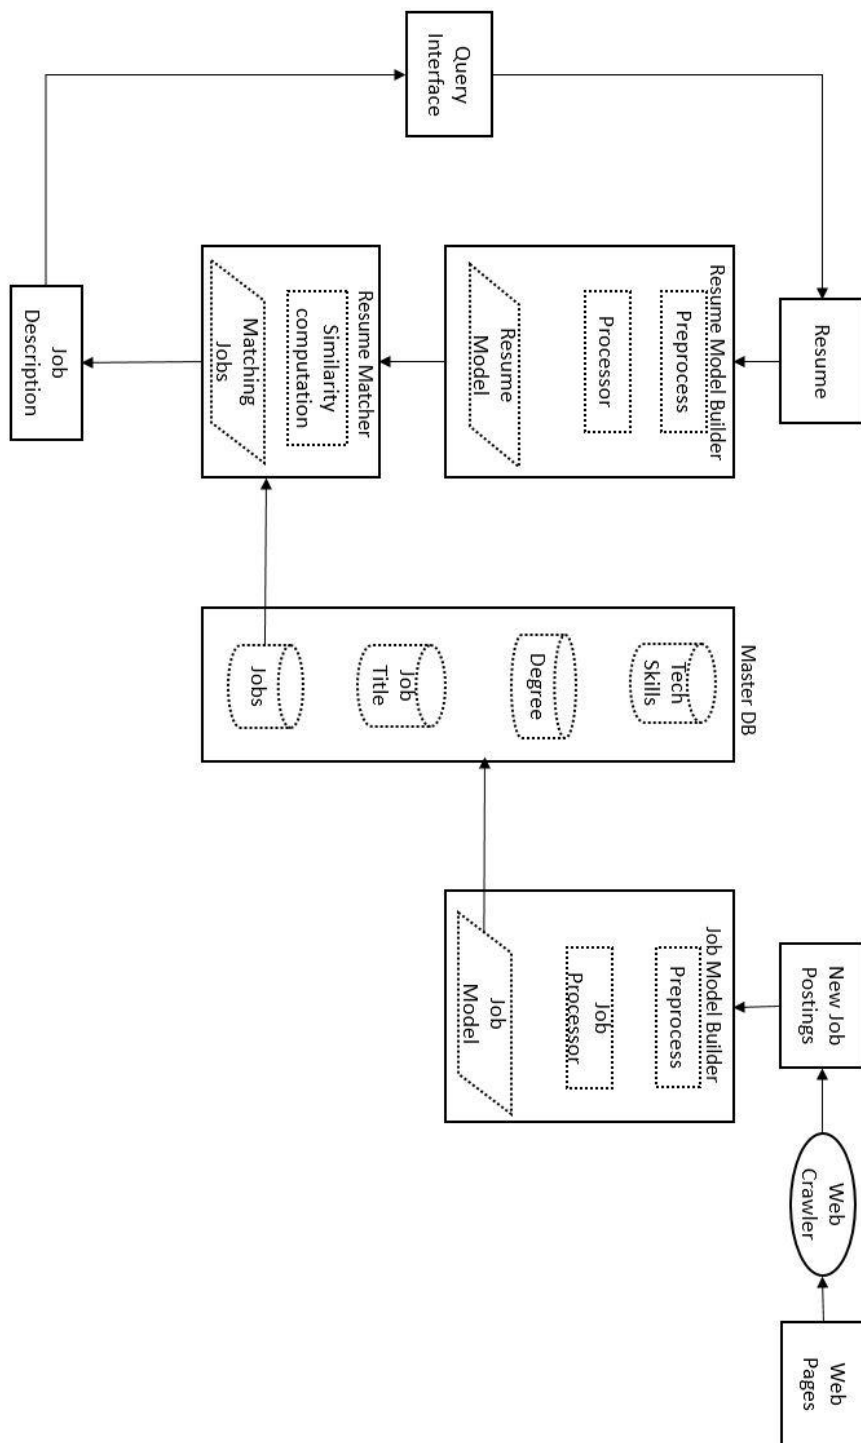 Query
Interface
Resume
Resume Model Builder
Preprocess
Processor
Resume
Model
Resume Matcher
Similarity
computation
Matching
Jobs
Job
Description
Master DB
Tech
Skills
Degree
Job
Title
Jobs
New Job
Postings
Job Model Builder
Preprocess
Job
Processor
Job
Model
Web
Crawler
Web
Pages